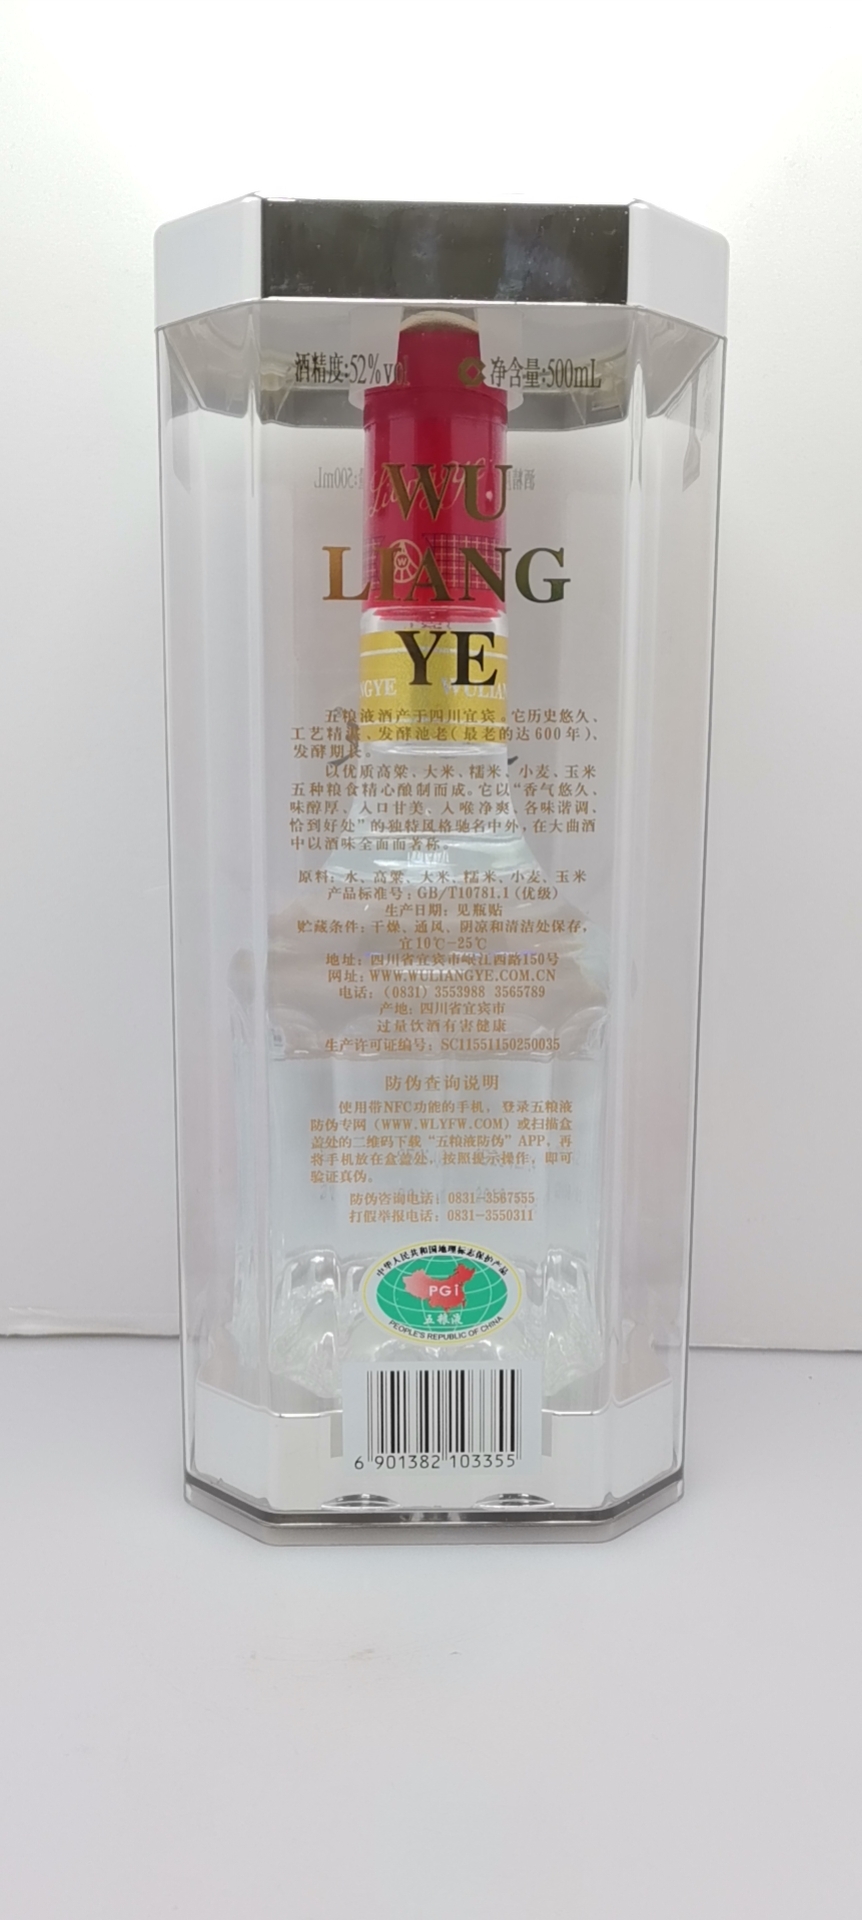 酒精度:52%vol 净含量:500mL
WU
LIANG
YE
五粮液酒产于四川宜宾。它历史悠久、
工艺精湛、发酵池老(最老的达600年)、
发酵期长。
以优质高粱、大米、糯米、小麦、玉米
五种粮食精心酿制而成。它以“香气悠久、
味醇厚、入口甘美、入喉净爽、各味谐调、
恰到好处”的独特风格驰名中外,在大曲酒
中以酒味全面而著称。
原料:水、高粱、大米、糯米、小麦、玉米
产品标准号:GB/T10781.1(优级)
生产日期:见瓶贴
贮藏条件:干燥、通风、阴凉和清洁处保存,
宜10℃-25℃
地址:四川省宜宾市岷江西路150号
网址:WWW.WULIANGYE.COM.CN
电话:(0831) 3553988 3565789
产地:四川省宜宾市
过量饮酒有害健康
生产许可证编号:SC11551150250035
防伪查询说明
使用带NFC功能的手机,登录五粮液
防伪专网(WWW.WLYFW.COM)或扫描盒
盖处的二维码下载“五粮液防伪”APP,再
将手机放在盒盖处,按照提示操作,即可
验证真伪。
防伪咨询电话:0831-3567555
打假举报电话:0831-3550311
中华人民共和国地理标志保护产品
PGI
五粮液
PEOPLE'S REPUBLIC OF CHINA
6 901382 103355